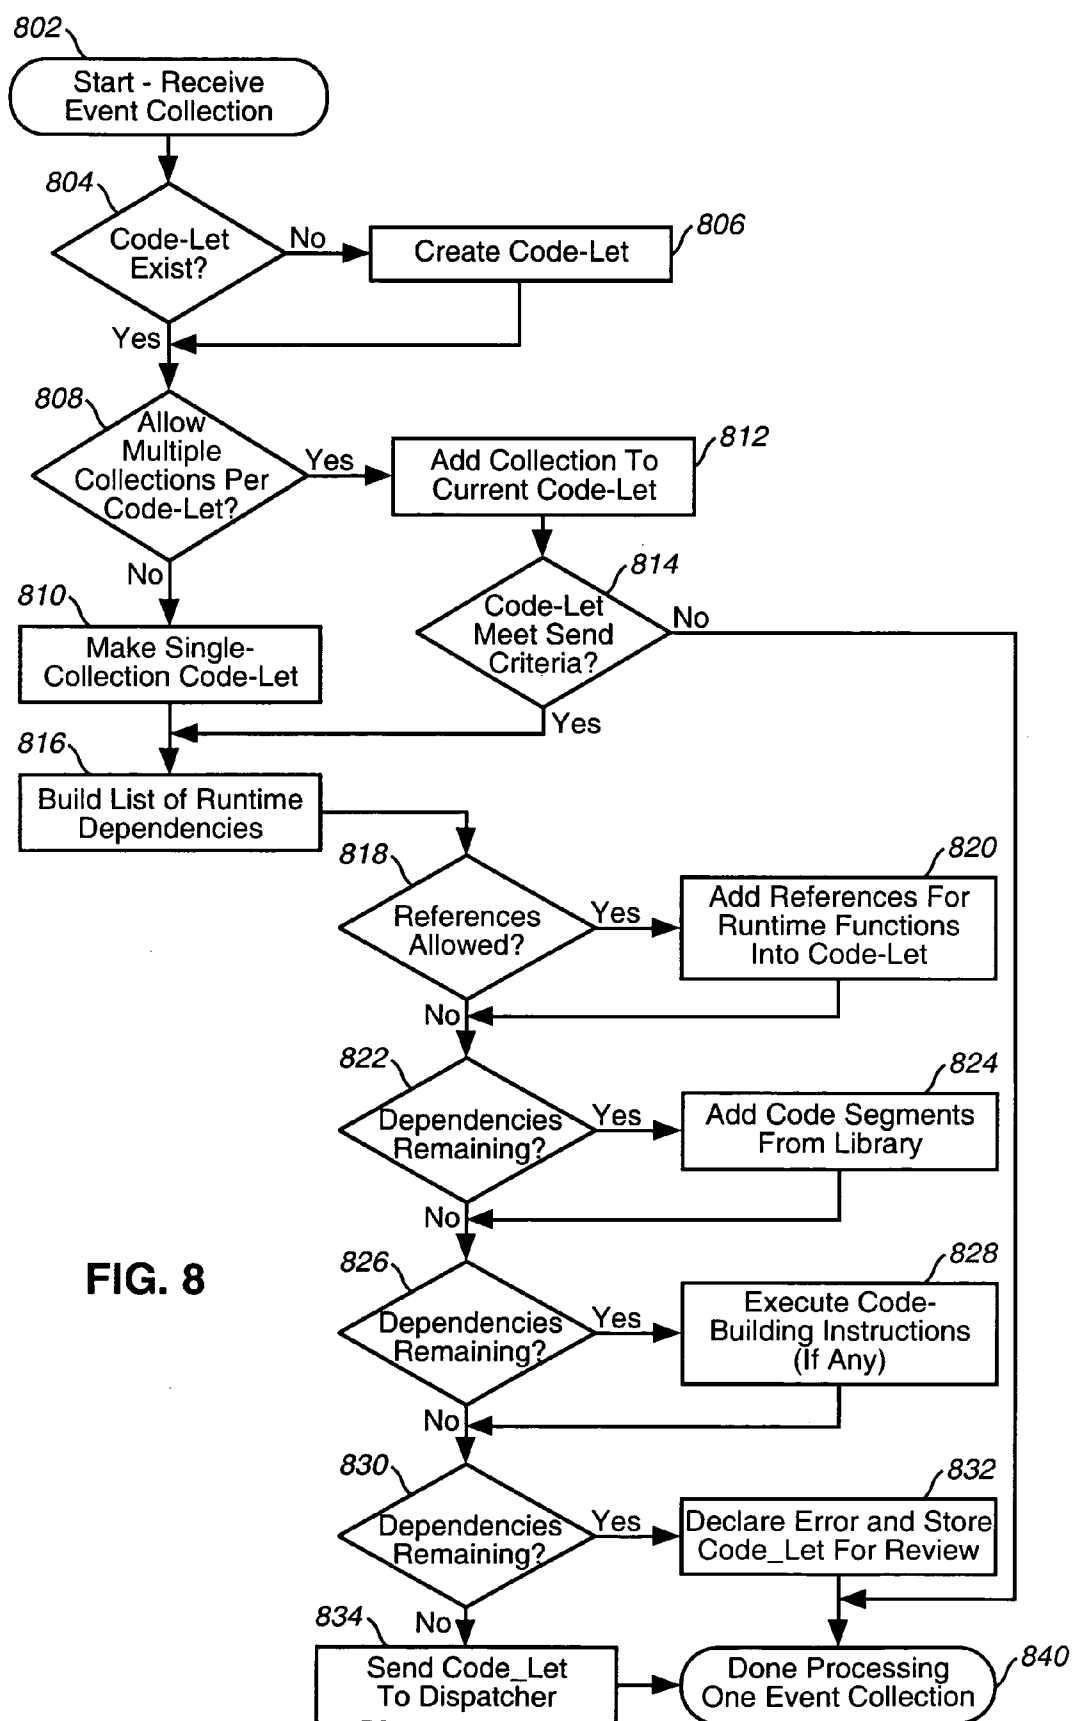 802
Start - Receive
Event Collection
804
Code-Let
Exist?
No
Create Code-Let
806
Yes
808
Allow
Multiple
Collections Per
Code-Let?
Yes
Add Collection To
Current Code-Let
812
No
810
Make Single-
Collection Code-Let
814
Code-Let
Meet Send
Criteria?
No
Yes
816
Build List of Runtime
Dependencies
818
References
Allowed?
Yes
820
Add References For
Runtime Functions
Into Code-Let
No
822
Dependencies
Remaining?
Yes
824
Add Code Segments
From Library
No
FIG. 8
826
Dependencies
Remaining?
Yes
828
Execute Code-
Building Instructions
(If Any)
No
830
Dependencies
Remaining?
Yes
832
Declare Error and Store
Code_Let For Review
No
834
Send Code_Let
To Dispatcher
Done Processing
One Event Collection
840